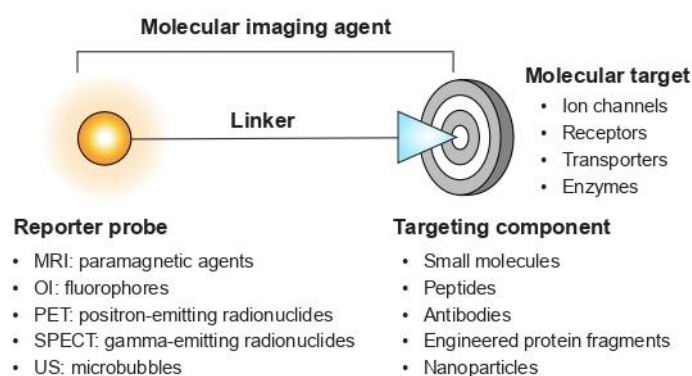 Molecular imaging agent
Linker
Molecular target
• Ion channels
• Receptors
• Transporters
• Enzymes
Reporter probe
• MRI: paramagnetic agents
• OI: fluorophores
• PET: positron-emitting radionuclides
• SPECT: gamma-emitting radionuclides
• US: microbubbles
Targeting component
• Small molecules
• Peptides
• Antibodies
• Engineered protein fragments
• Nanoparticles